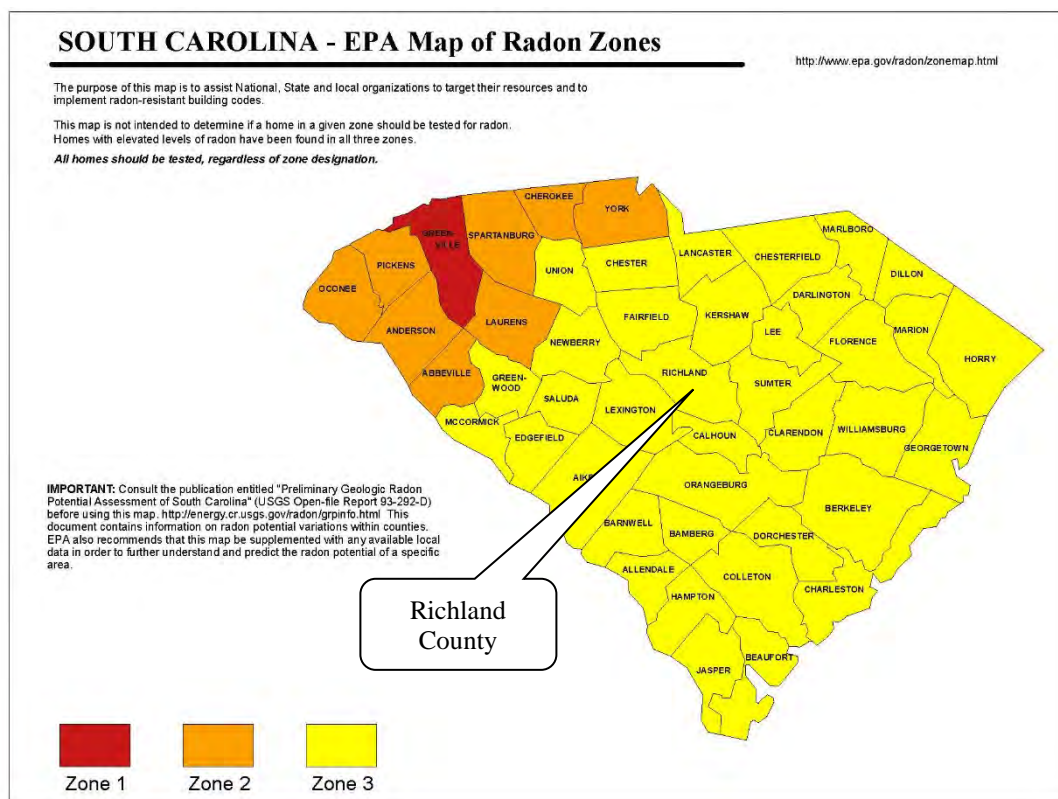 SOUTH CAROLINA - EPA Map of Radon Zones
http://www.epa.gov/radon/zonemap.html
The purpose of this map is to assist National, State and local organizations to target their resources and to
implement radon-resistant building codes.
This map is not intended to determine if a home in a given zone should be tested for radon.
Homes with elevated levels of radon have been found in all three zones.
All homes should be tested, regardless of zone designation.
CHEROKEE
YORK
GREEN-
VILLE
SPARTANBURG
PICKENS
OCONEE
UNION
CHESTER
LANCASTER
CHESTERFIELD
MARLBORO
DILLON
DARLINGTON
ANDERSON
LAURENS
FAIRFIELD
KERSHAW
LEE
FLORENCE
MARION
HORRY
NEWBERRY
ABBEVILLE
GREEN-
WOOD
RICHLAND
SUMTER
SALUDA
LEXINGTON
MCCORMICK
EDGEFIELD
CALHOUN
CLARENDON
WILLIAMSBURG
GEORGETOWN
ORANGEBURG
BERKELEY
BARNWELL
BAMBERG
DORCHESTER
ALLENDALE
COLLETON
CHARLESTON
HAMPTON
BEAUFORT
JASPER
IMPORTANT: Consult the publication entitled "Preliminary Geologic Radon
Potential Assessment of South Carolina" (USGS Open-file Report 93-292-D)
before using this map. http://energy.cr.usgs.gov/radon/grpinfo.html This
document contains information on radon potential variations within counties.
EPA also recommends that this map be supplemented with any available local
data in order to further understand and predict the radon potential of a specific
area.
Richland
County
Zone 1
Zone 2
Zone 3